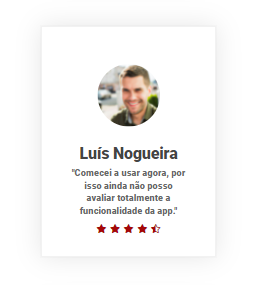 Luís Nogueira
"Comecei a usar agora, por
isso ainda não posso
avaliar totalmente a
funcionalidade da app."